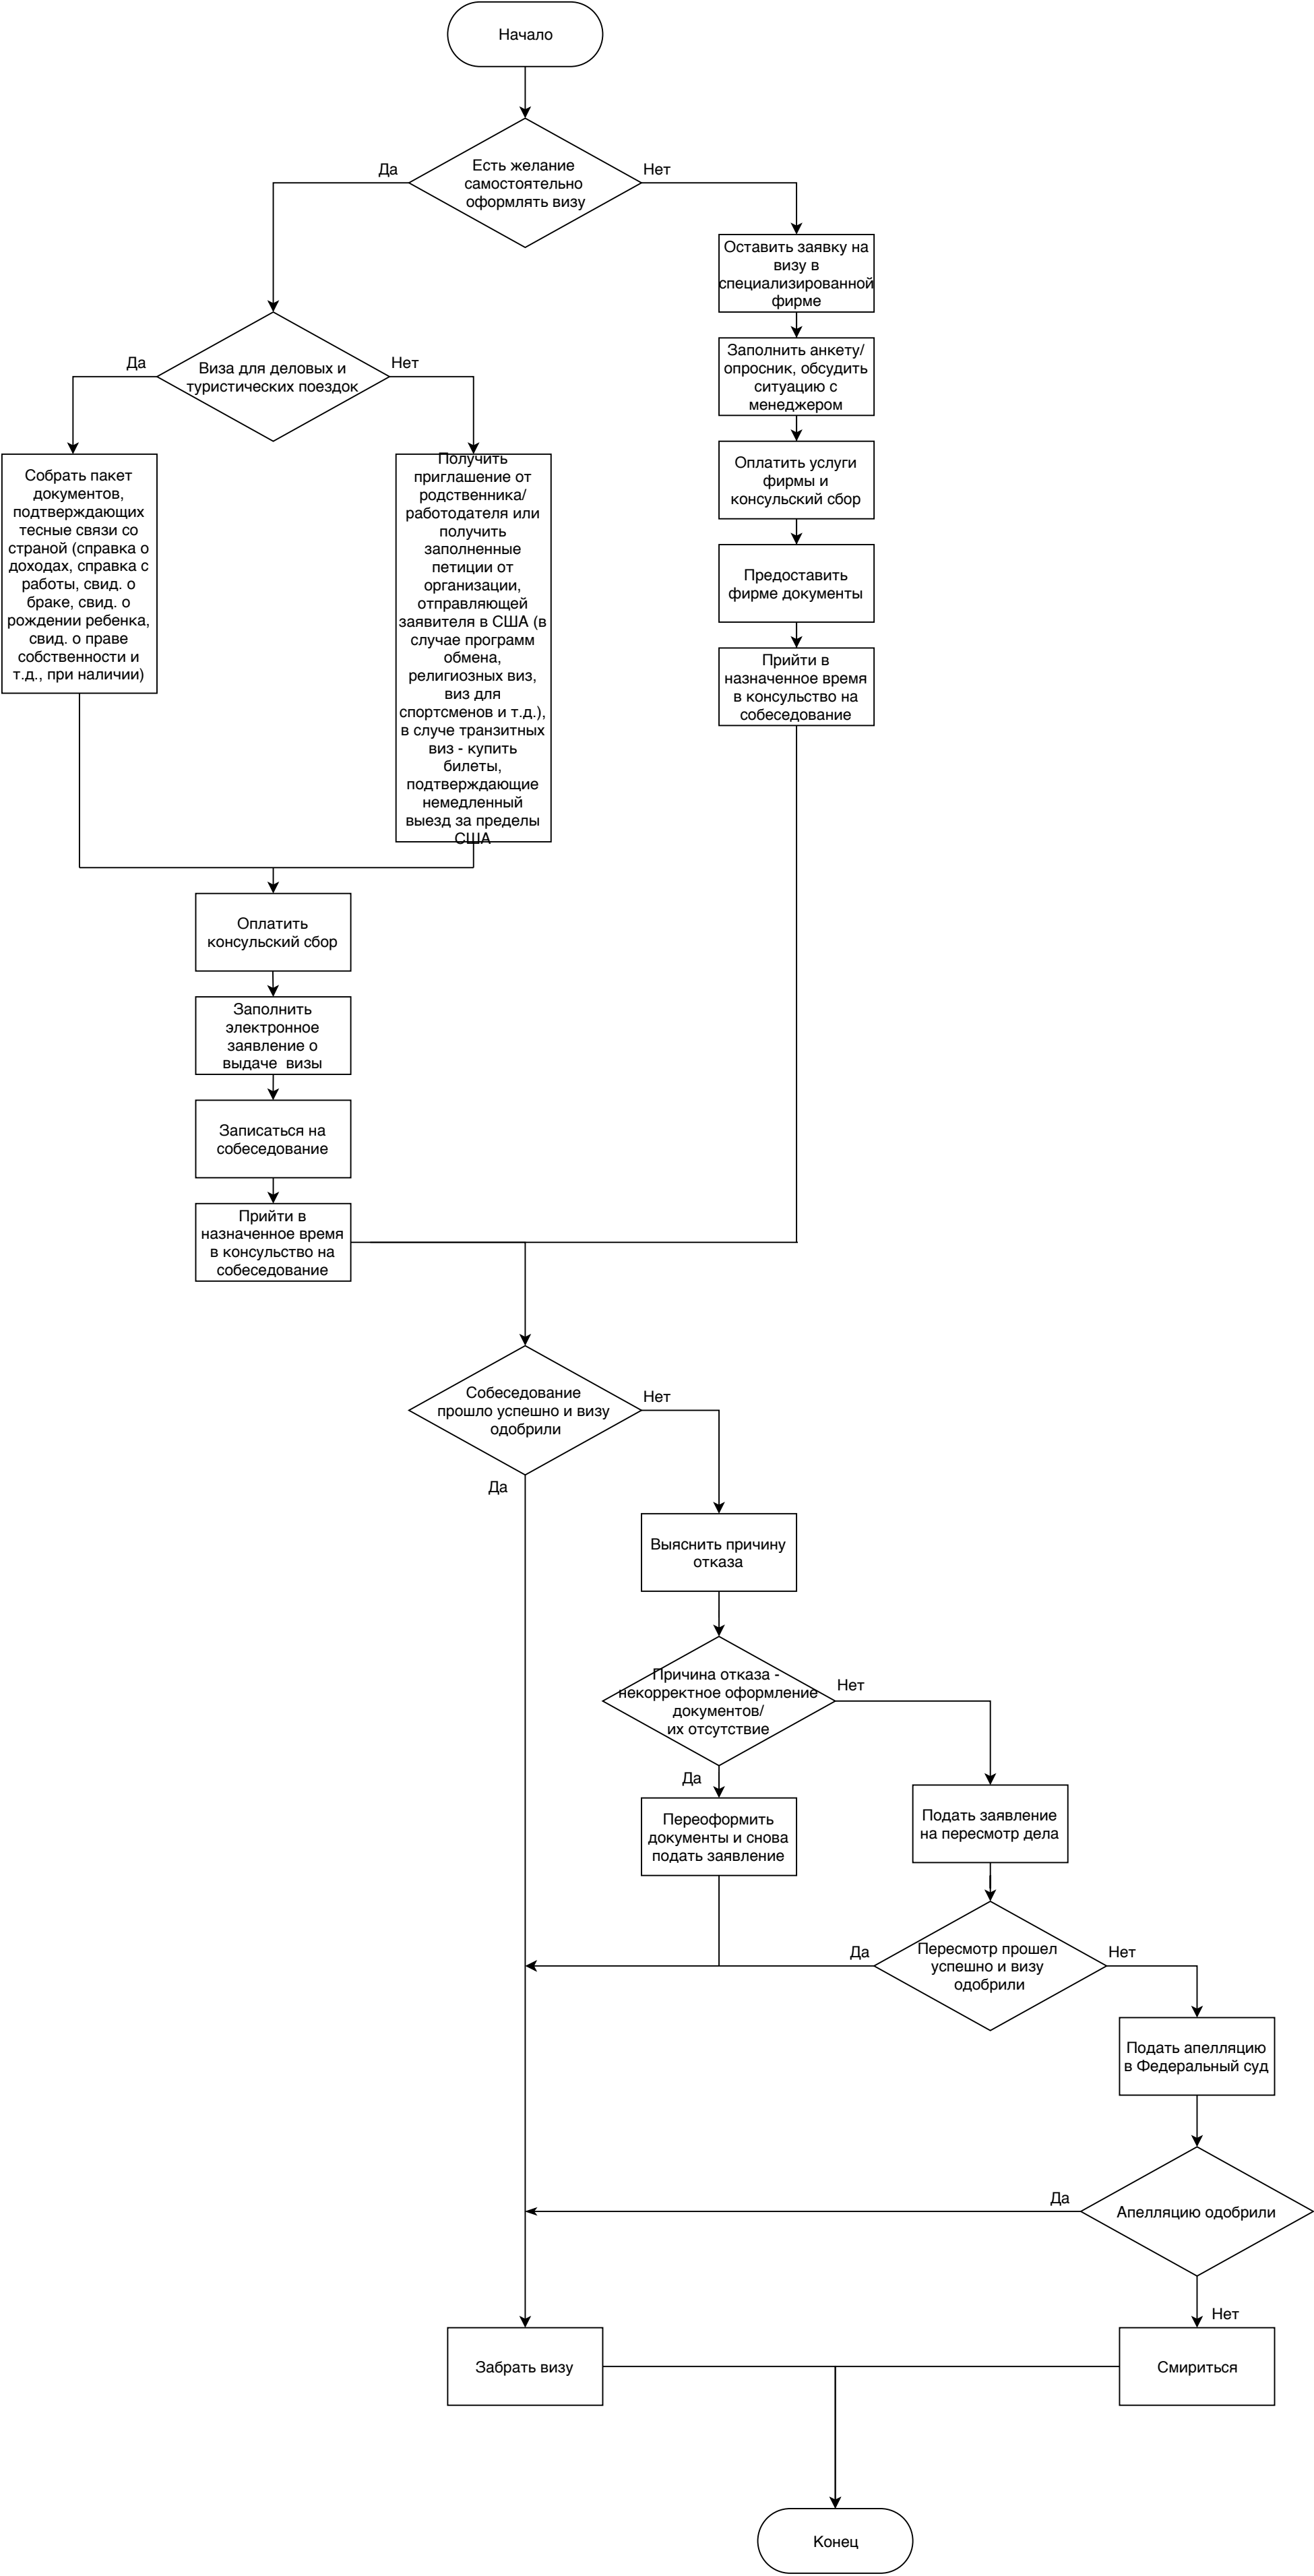 Начало
Есть желание
самостоятельно
оформлять визу
Да
Нет
Оставить заявку на
визу в
специализированной
фирме
Заполнить анкету/
опросник, обсудить
ситуацию с
менеджером
Оплатить услуги
фирмы и
консульский сбор
Предоставить
фирме документы
Прийти в
назначенное время
в консульство на
собеседование
Виза для деловых и
туристических поездок
Да
Нет
Собрать пакет
документов,
подтверждающих
тесные связи со
страной (справка о
доходах, справка с
работы, свид. о
браке, свид. о
рождении ребенка,
свид. о праве
собственности и
т.д., при наличии)
Получить
приглашение от
родственника/
работодателя или
получить
заполненные
петиции от
организации,
отправляющей
заявителя в США (в
случае программ
обмена,
религиозных виз,
виз для
спортсменов и т.д.),
в случе транзитных
виз - купить
билеты,
подтверждающие
немедленный
выезд за пределы
США
Оплатить
консульский сбор
Заполнить
электронное
заявление о
выдаче  визы
Записаться на
собеседование
Прийти в
назначенное время
в консульство на
собеседование
Собеседование
прошло успешно и визу
одобрили
Нет
Да
Выяснить причину
отказа
Причина отказа -
некорректное оформление
документов/
их отсутствие
Нет
Да
Переоформить
документы и снова
подать заявление
Подать заявление
на пересмотр дела
Пересмотр прошел
успешно и визу
одобрили
Да
Нет
Подать апелляцию
в Федеральный суд
Апелляцию одобрили
Да
Нет
Забрать визу
Смириться
Конец